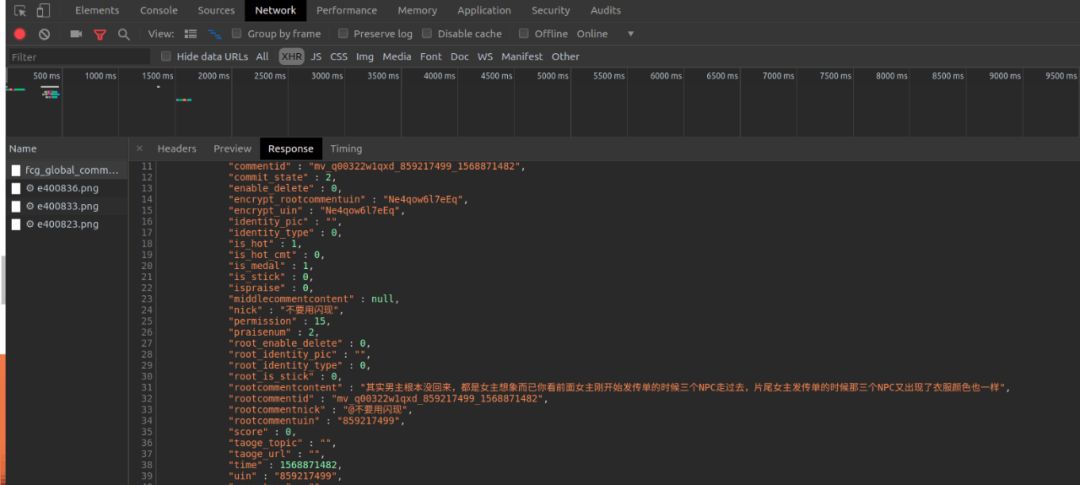 Elements Console Sources Network Performance Memory Application Security Audits
View: Group by frame Preserve log Disable cache Offline Online
Filter Hide data URLs All XHR JS CSS Img Media Font Doc WS Manifest Other
500 ms 1000 ms 1500 ms 2000 ms 2500 ms 3000 ms 3500 ms 4000 ms 4500 ms 5000 ms 5500 ms 6000 ms 6500 ms 7000 ms 7500 ms 8000 ms 8500 ms 9000 ms 9500 ms
Name × Headers Preview Response Timing
fcg_global_comm...
e400836.png
e400833.png
e400823.png
11 "commentid" : "mv_q00322w1qxd_859217499_1568871482",
12 "commit_state" : 2,
13 "enable_delete" : 0,
14 "encrypt_rootcommentuin" : "Ne4qow6l7eEq",
15 "encrypt_uin" : "Ne4qow6l7eEq",
16 "identity_pic" : "",
17 "identity_type" : 0,
18 "is_hot" : 1,
19 "is_hot_cmt" : 0,
20 "is_medal" : 1,
21 "is_stick" : 0,
22 "ispraise" : 0,
23 "middlecommentcontent" : null,
24 "nick" : "不要用闪现",
25 "permission" : 15,
26 "praisenum" : 2,
27 "root_enable_delete" : 0,
28 "root_identity_pic" : "",
29 "root_identity_type" : 0,
30 "root_is_stick" : 0,
31 "rootcommentcontent" : "其实男主根本没回来，都是女主想象而已你看前面女主刚开始发传单的时候三个NPC走过去，片尾女主发传单的时候那三个NPC又出现了衣服颜色也一样",
32 "rootcommentid" : "mv_q00322w1qxd_859217499_1568871482",
33 "rootcommentnick" : "@不要用闪现",
34 "rootcommentuin" : "859217499",
35 "score" : 0,
36 "taoge_topic" : "",
37 "taoge_url" : "",
38 "time" : 1568871482,
39 "uin" : "859217499",